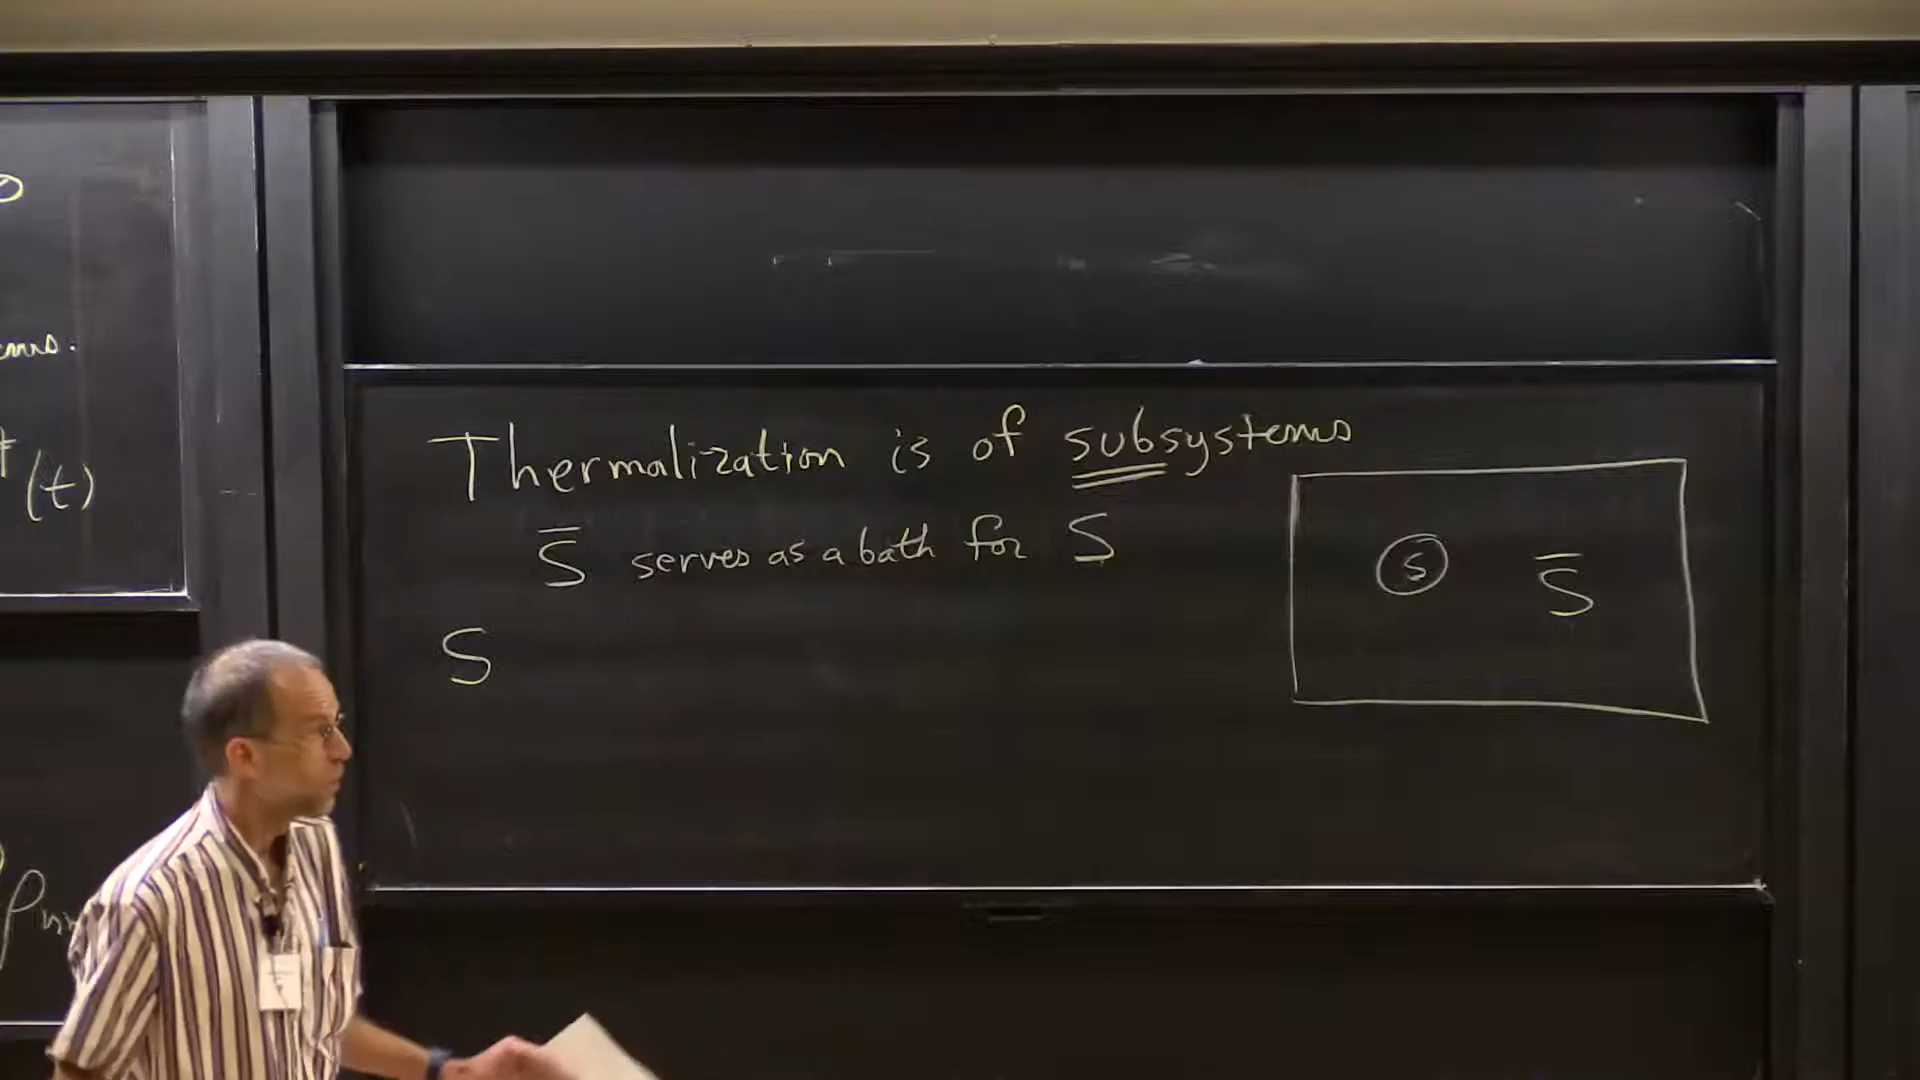 (t)
Thermalization is of subsystems
S̅ serves as a bath for S
S
S
S̅